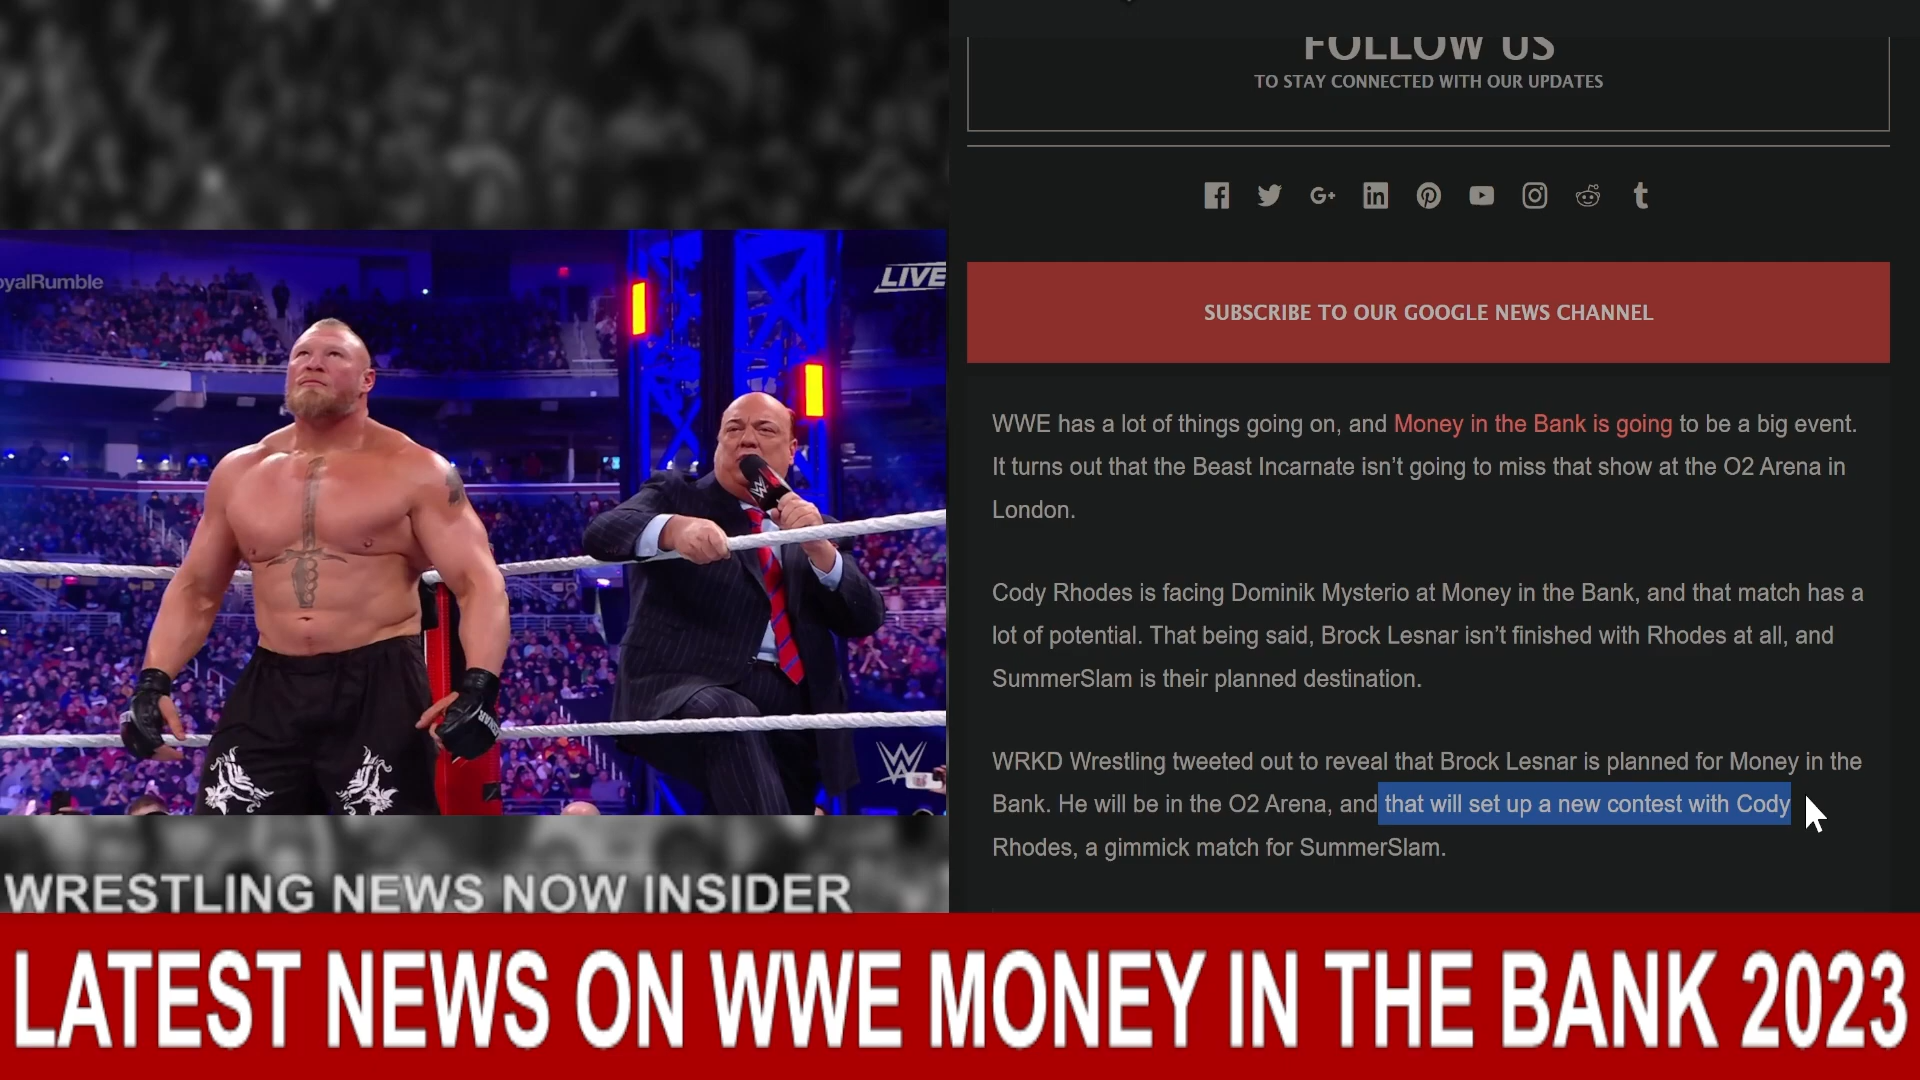 FOLLOW US
TO STAY CONNECTED WITH OUR UPDATES
SUBSCRIBE TO OUR GOOGLE NEWS CHANNEL
oyalRumble
LIVE
WWE has a lot of things going on, and Money in the Bank is going to be a big event.
It turns out that the Beast Incarnate isn’t going to miss that show at the O2 Arena in
London.
Cody Rhodes is facing Dominik Mysterio at Money in the Bank, and that match has a
lot of potential. That being said, Brock Lesnar isn’t finished with Rhodes at all, and
SummerSlam is their planned destination.
WRKD Wrestling tweeted out to reveal that Brock Lesnar is planned for Money in the
Bank. He will be in the O2 Arena, and that will set up a new contest with Cody
Rhodes, a gimmick match for SummerSlam.
WRESTLING NEWS NOW INSIDER
LATEST NEWS ON WWE MONEY IN THE BANK 2023